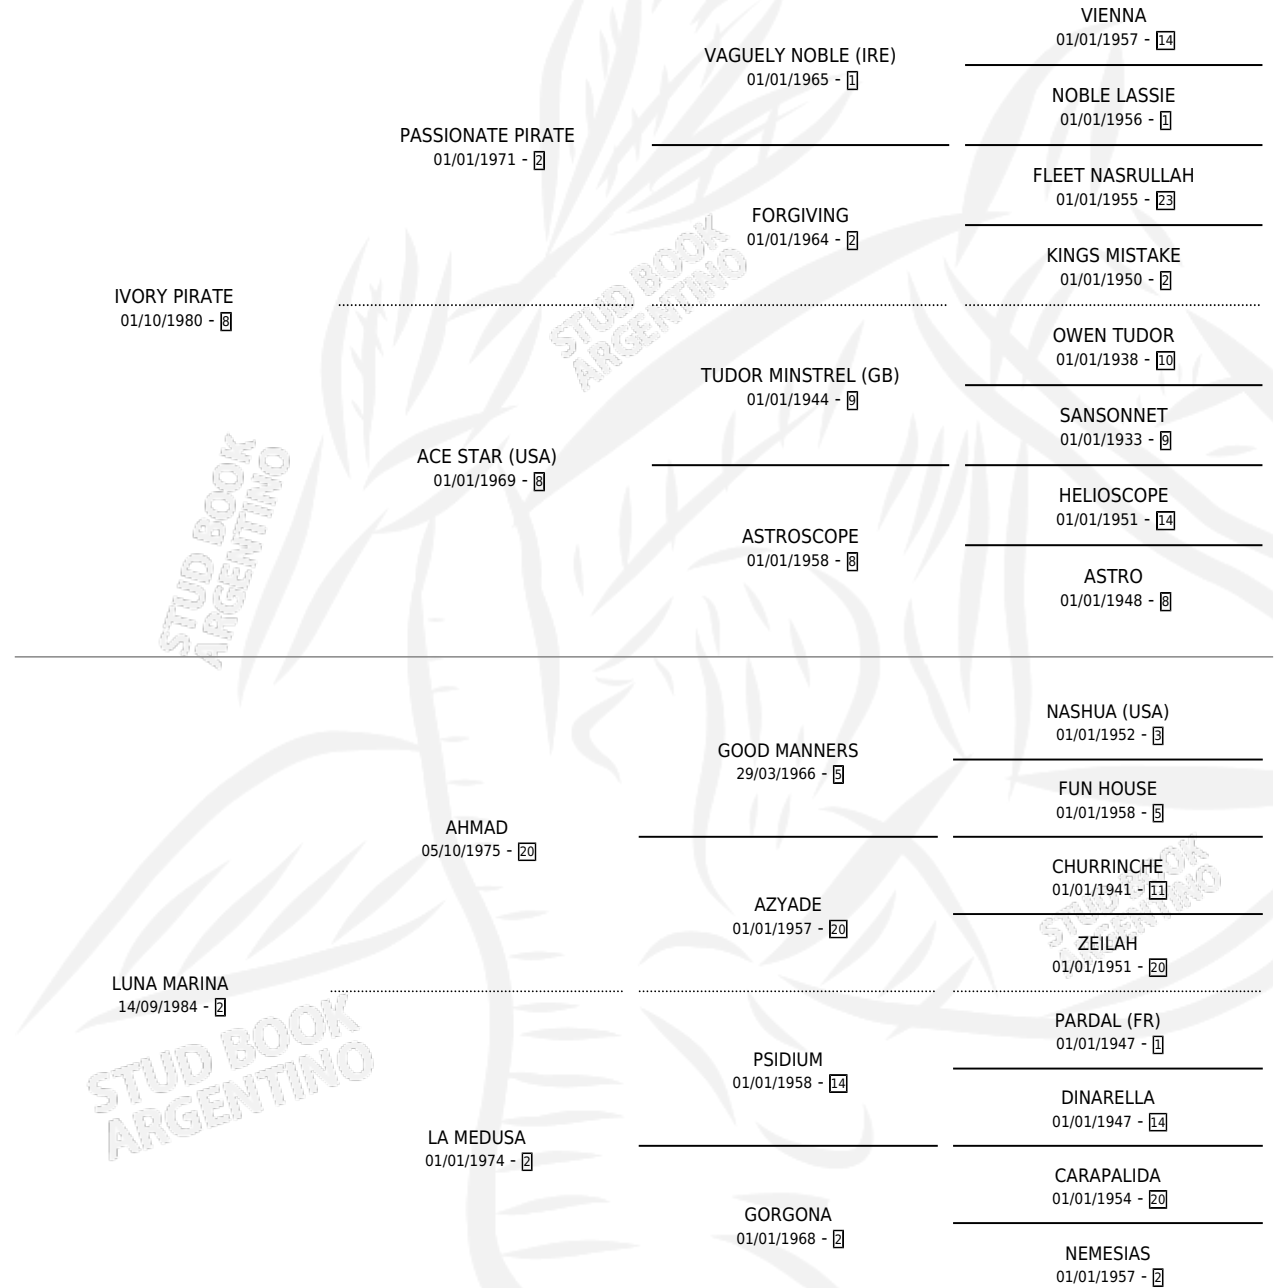 VIENNA
01/01/1957 - 14
VAGUELY NOBLE (IRE)
01/01/1965 - 1
NOBLE LASSIE
01/01/1956 - 1
PASSIONATE PIRATE
01/01/1971 - 2
FLEET NASRULLAH
01/01/1955 - 23
FORGIVING
01/01/1964 - 2
KINGS MISTAKE
01/01/1950 - 2
IVORY PIRATE
01/10/1980 - 8
OWEN TUDOR
01/01/1938 - 10
TUDOR MINSTREL (GB)
01/01/1944 - 9
SANSONNET
01/01/1933 - 9
ACE STAR (USA)
01/01/1969 - 8
HELIOSCOPE
01/01/1951 - 14
ASTROSCOPE
01/01/1958 - 8
ASTRO
01/01/1948 - 8
NASHUA (USA)
01/01/1952 - 3
GOOD MANNERS
29/03/1966 - 5
FUN HOUSE
01/01/1958 - 5
AHMAD
05/10/1975 - 20
CHURRINCHE
01/01/1941 - 11
AZYADE
01/01/1957 - 20
ZEILAH
01/01/1951 - 20
LUNA MARINA
14/09/1984 - 2
PARDAL (FR)
01/01/1947 - 1
PSIDIUM
01/01/1958 - 14
DINARELLA
01/01/1947 - 14
LA MEDUSA
01/01/1974 - 2
CARAPALIDA
01/01/1954 - 20
GORGONA
01/01/1968 - 2
NEMESIAS
01/01/1957 - 2
STUD BOOK
ARGENTINO
STUD BOOK
ARGENTINO
STUD BOOK
ARGENTINO
STUD BOOK
ARGENTINO